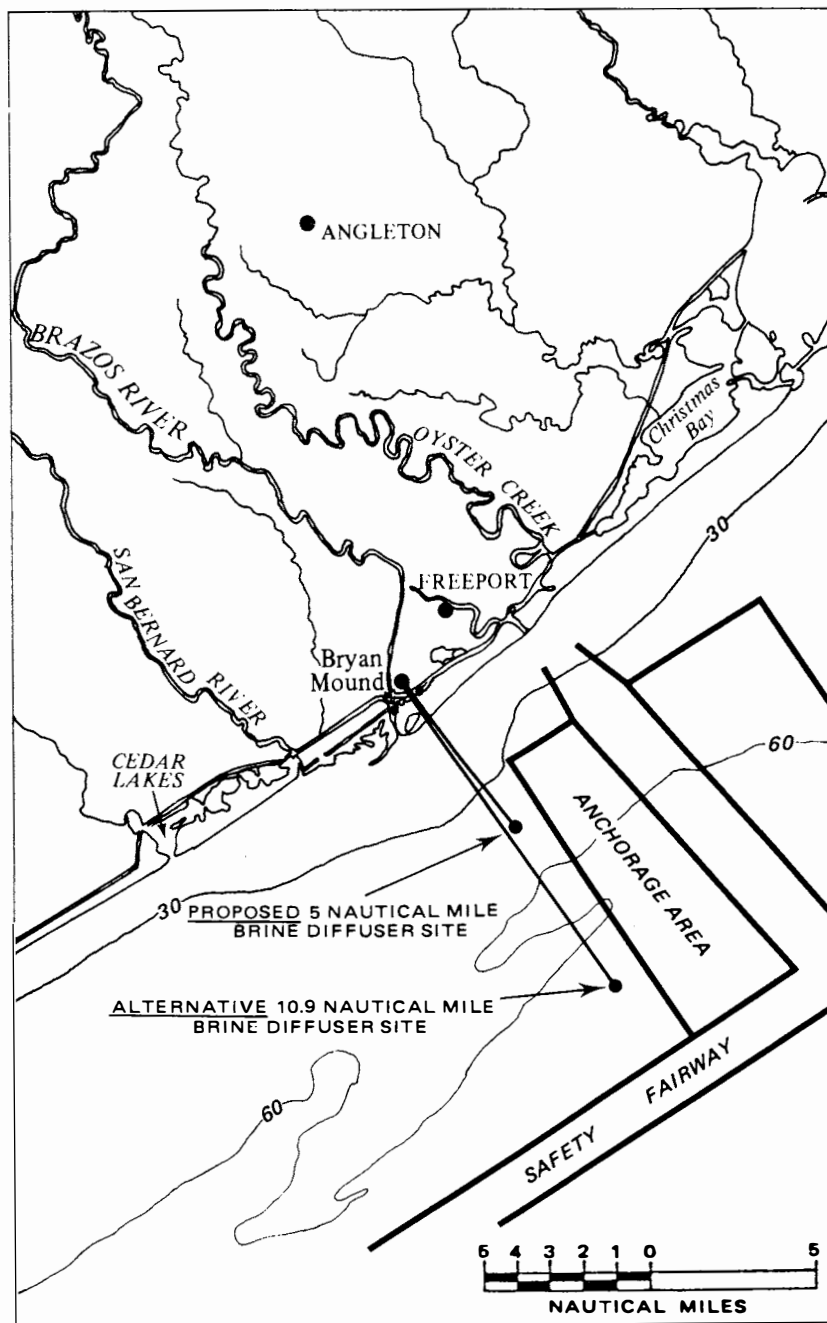 ANGLETON
BRAZOS RIVER
OYSTER CREEK
Christmas
Bay
30
FREEPORT
SAN BERNARD RIVER
Bryan
Mound
60
CEDAR
LAKES
ANCHORAGE AREA
30
PROPOSED 5 NAUTICAL MILE
BRINE DIFFUSER SITE
ALTERNATIVE 10.9 NAUTICAL MILE
BRINE DIFFUSER SITE
60
SAFETY FAIRWAY
5 4 3 2 1 0 5
NAUTICAL MILES